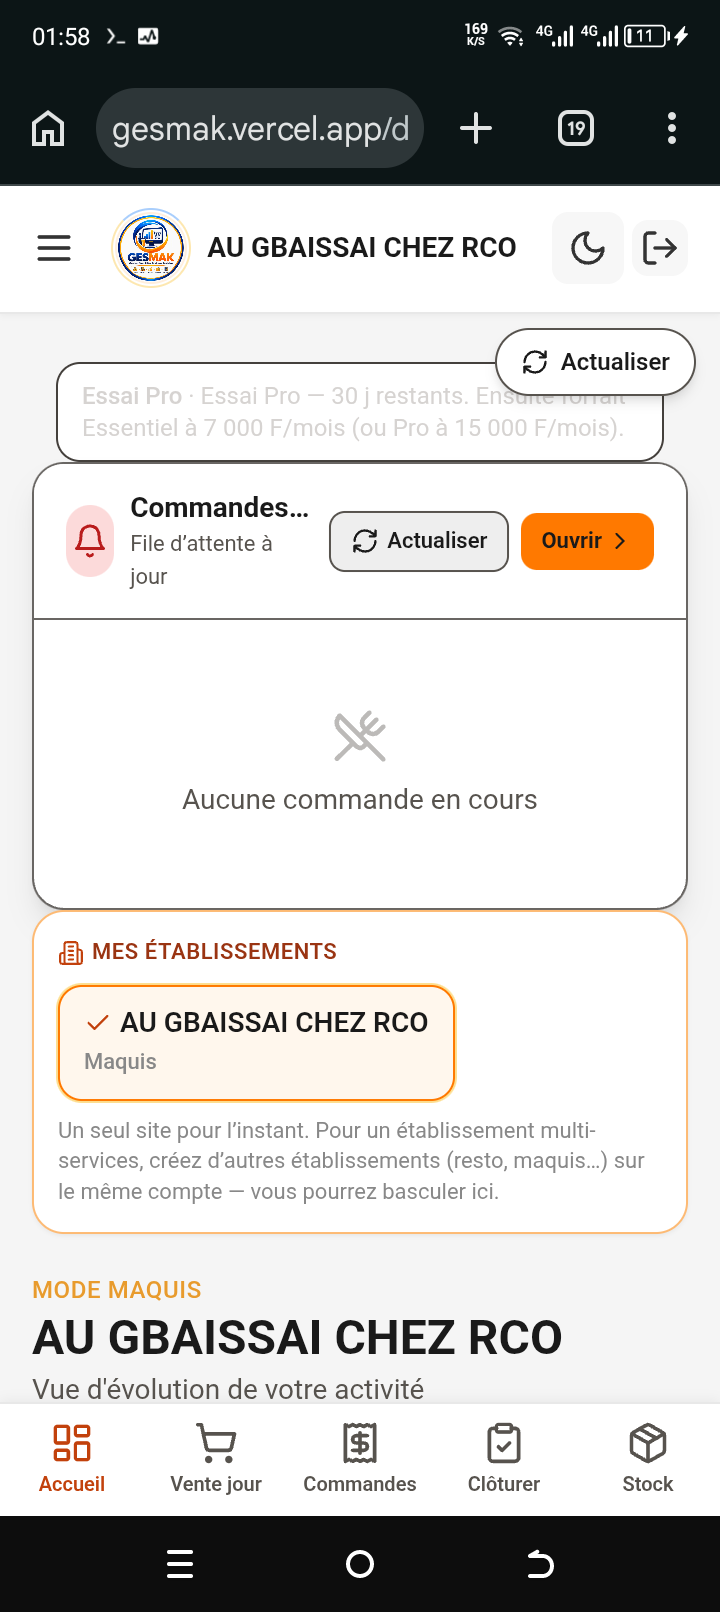 01:58
169
K/S
4G
4G
11
gesmak.vercel.app/d
19
GESMAK
AU GBAISSAI CHEZ RCO
Actualiser
Essai Pro · Essai Pro — 30 j restants. Ensuite forfait
Essentiel à 7 000 F/mois (ou Pro à 15 000 F/mois).
Commandes…
File d’attente à
jour
Actualiser
Ouvrir
Aucune commande en cours
MES ÉTABLISSEMENTS
AU GBAISSAI CHEZ RCO
Maquis
Un seul site pour l’instant. Pour un établissement multi-
services, créez d’autres établissements (resto, maquis…) sur
le même compte — vous pourrez basculer ici.
MODE MAQUIS
AU GBAISSAI CHEZ RCO
Vue d'évolution de votre activité
Accueil
Vente jour
Commandes
Clôturer
Stock